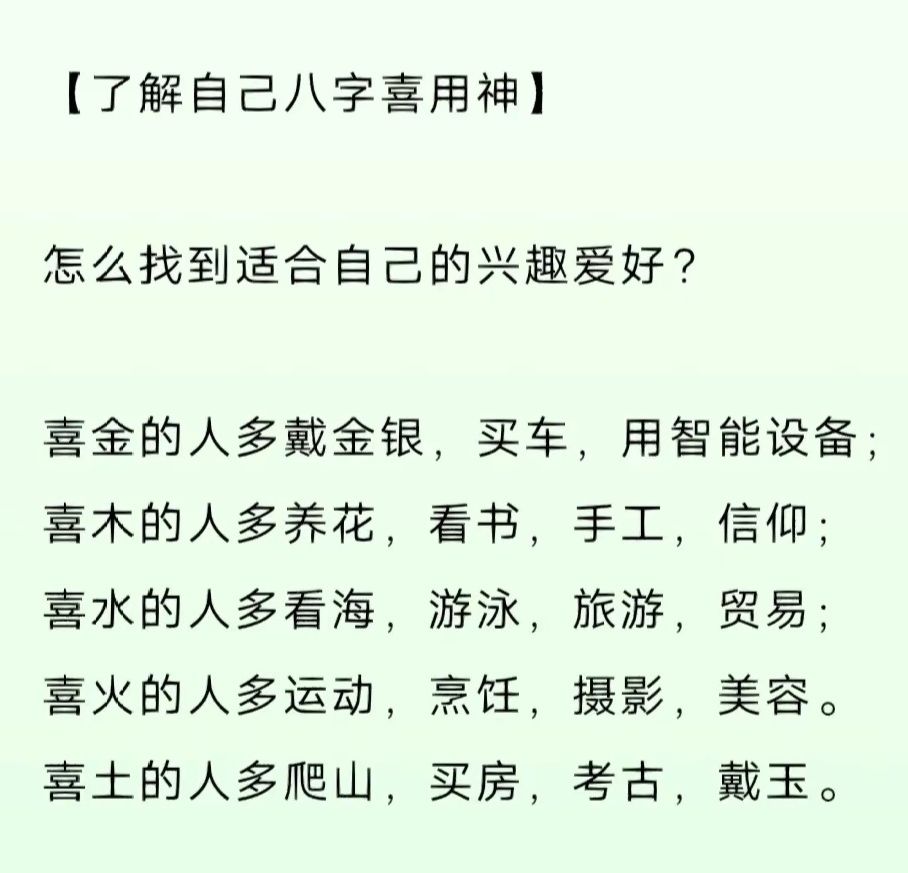 【了解自己八字喜用神】
怎么找到适合自己的兴趣爱好？
喜金的人多戴金银，买车，用智能设备；
喜木的人多养花，看书，手工，信仰；
喜水的人多看海，游泳，旅游，贸易；
喜火的人多运动，烹饪，摄影，美容。
喜土的人多爬山，买房，考古，戴玉。